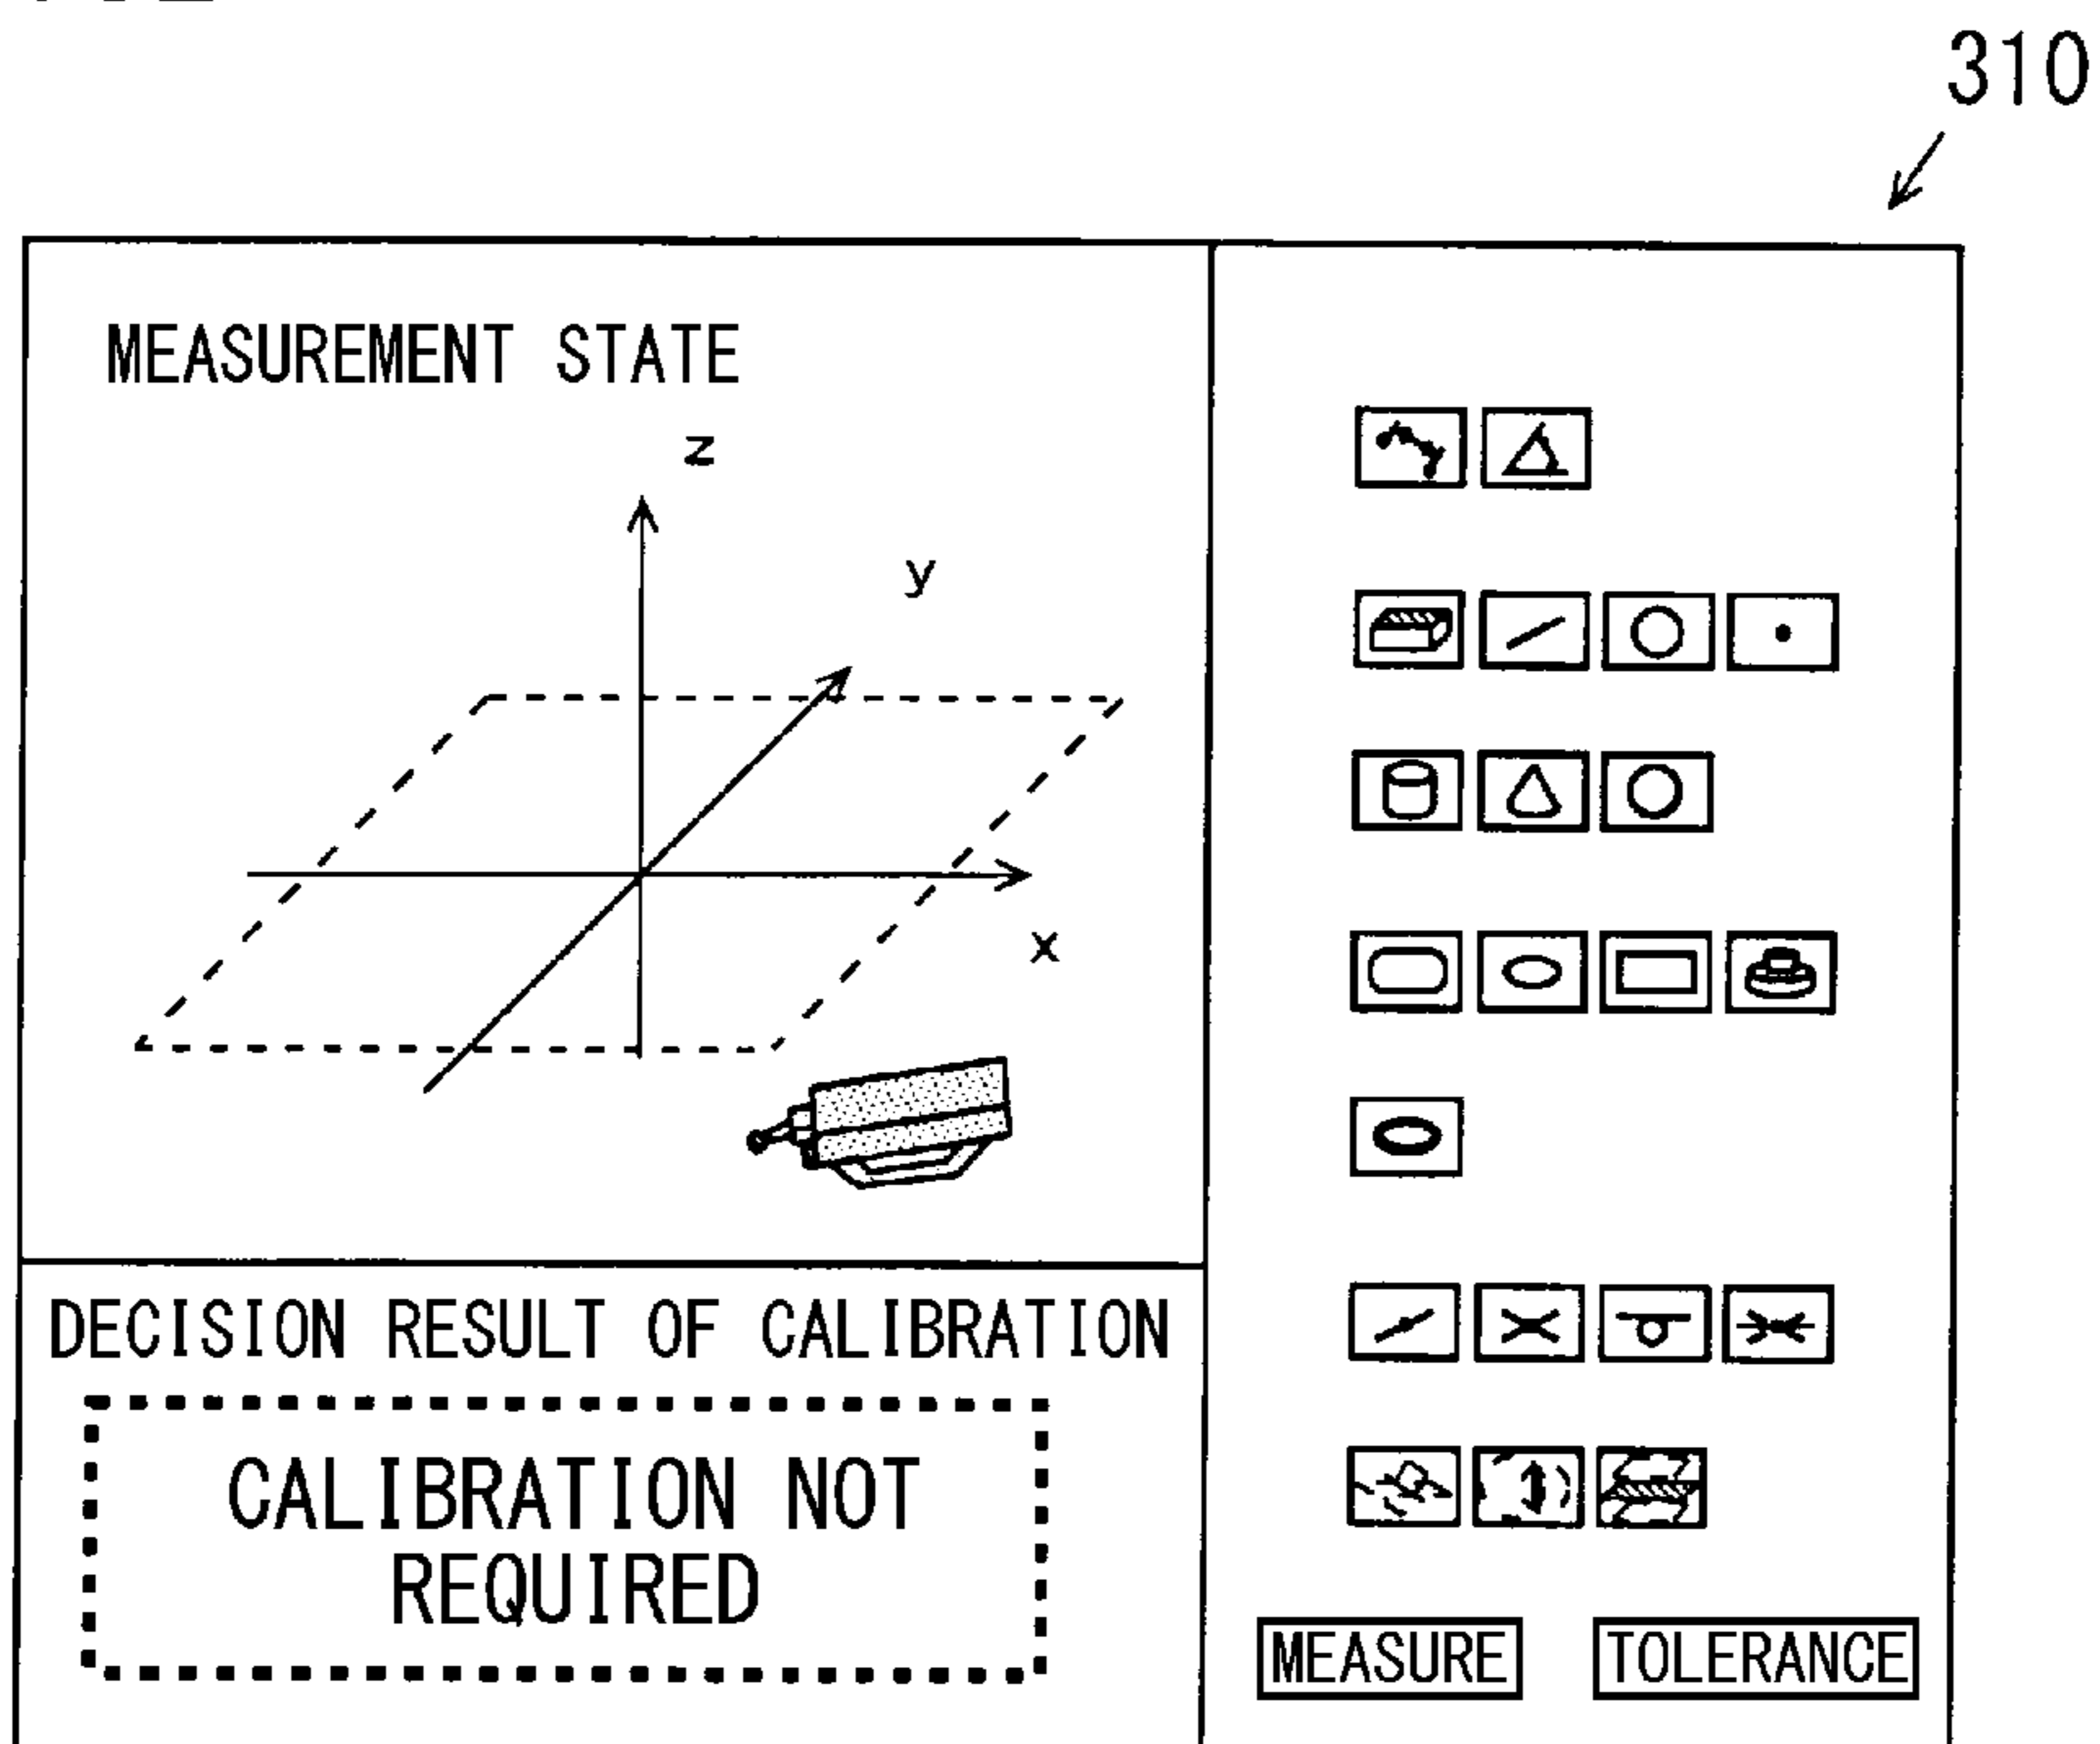 310
MEASUREMENT STATE
z
y
x
DECISION RESULT OF CALIBRATION
CALIBRATION NOT
REQUIRED
MEASURE
TOLERANCE